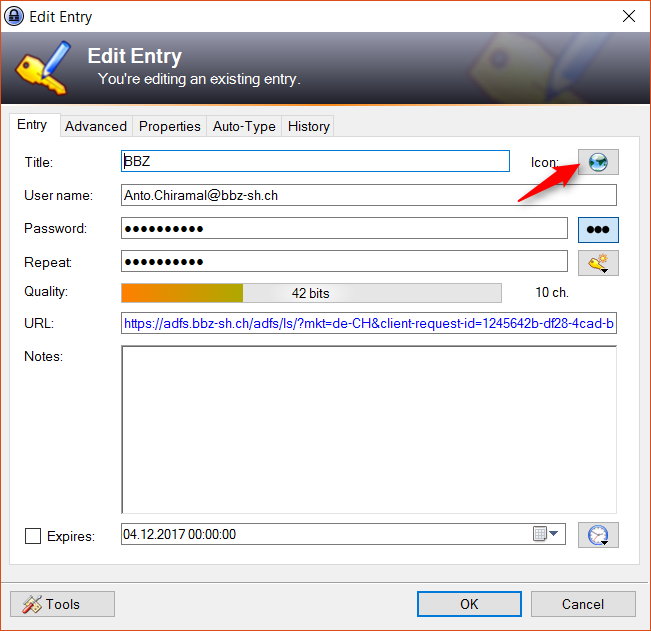 Edit Entry
Edit Entry
You're editing an existing entry.
Entry Advanced Properties Auto-Type History
Title: BBZ Icon:
User name: Anto.Chiramal@bbz-sh.ch
Password: ●●●●●●●●●● ●●●
Repeat: ●●●●●●●●●●
Quality: 42 bits 10 ch.
URL: https://adfs.bbz-sh.ch/adfs/ls/?mkt=de-CH&client-request-id=1245642b-df28-4cad-b
Notes:
Expires: 04.12.2017 00:00:00
Tools OK Cancel